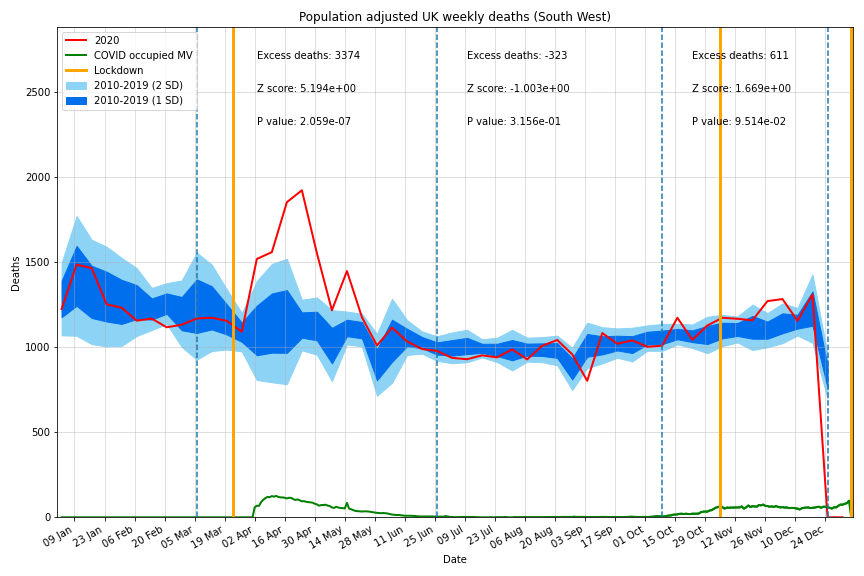 Population adjusted UK weekly deaths (South West)
2020
COVID occupied MV
Lockdown
2010-2019 (2 SD)
2010-2019 (1 SD)
Excess deaths: 3374
Z score: 5.194e+00
P value: 2.059e-07
Excess deaths: -323
Z score: -1.003e+00
P value: 3.156e-01
Excess deaths: 611
Z score: 1.669e+00
P value: 9.514e-02
Deaths
2500
2000
1500
1000
500
0
09 Jan
23 Jan
06 Feb
20 Feb
05 Mar
19 Mar
02 Apr
16 Apr
30 Apr
14 May
28 May
11 Jun
25 Jun
09 Jul
23 Jul
06 Aug
20 Aug
03 Sep
17 Sep
01 Oct
15 Oct
29 Oct
12 Nov
26 Nov
10 Dec
24 Dec
Date